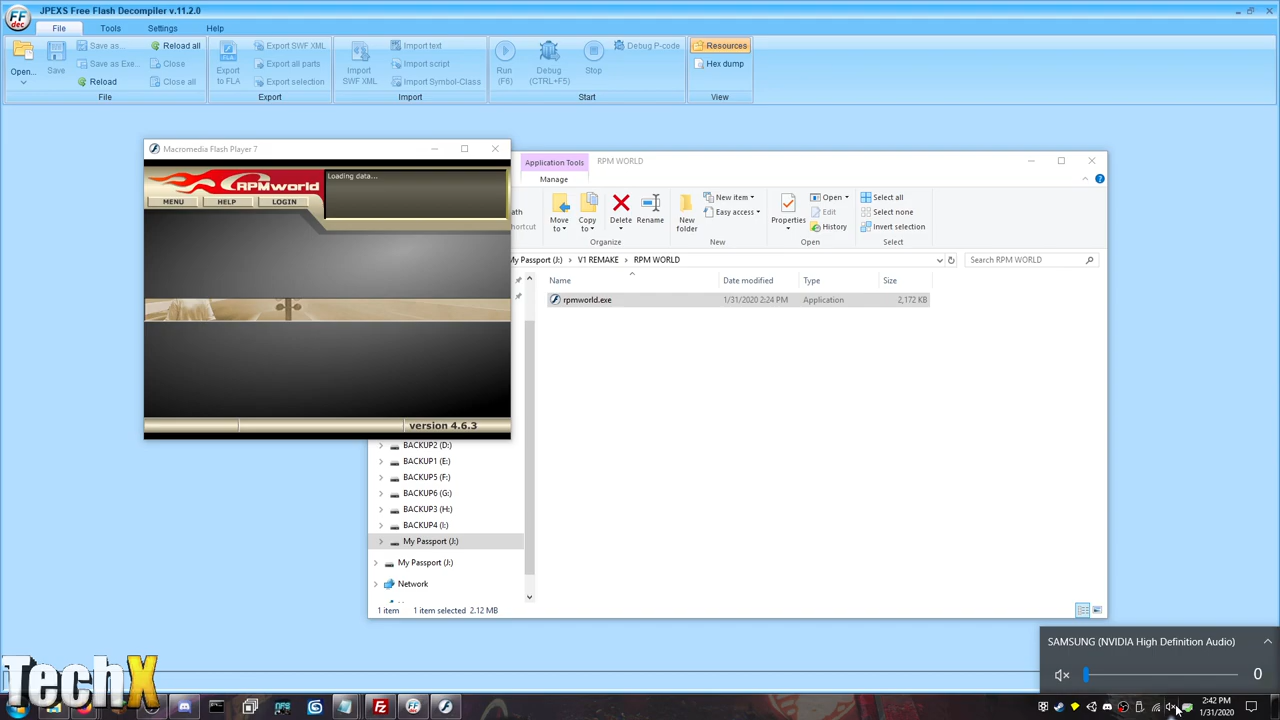 JPEXS Free Flash Decompiler v.11.2.0
File Tools Settings Help
Open... Save Save as... Save as Exe... Reload all Close Reload Close all
Export to FLA Export SWF XML Export all parts Export selection
Import SWF XML Import text Import script Import Symbol-Class
Run (F6) Debug (CTRL+F5) Stop Debug P-code
Resources Hex dump
File Export Import Start View
Macromedia Flash Player 7
RPMworld
Loading data...
MENU HELP LOGIN
version 4.6.3
Application Tools RPM WORLD
Manage
Move to Copy to Delete Rename New folder New item Easy access Properties Open Edit History Select all Select none Invert selection
Organize New Open Select
My Passport (J:) V1 REMAKE RPM WORLD Search RPM WORLD
Name Date modified Type Size
rpmworld.exe 1/31/2020 2:24 PM Application 2,172 KB
BACKUP2 (D:)
BACKUP1 (E:)
BACKUP5 (F:)
BACKUP6 (G:)
BACKUP3 (H:)
BACKUP4 (I:)
My Passport (J:)
My Passport (J:)
Network
1 item 1 item selected 2.12 MB
SAMSUNG (NVIDIA High Definition Audio)
0
TechX
2:42 PM
1/31/2020